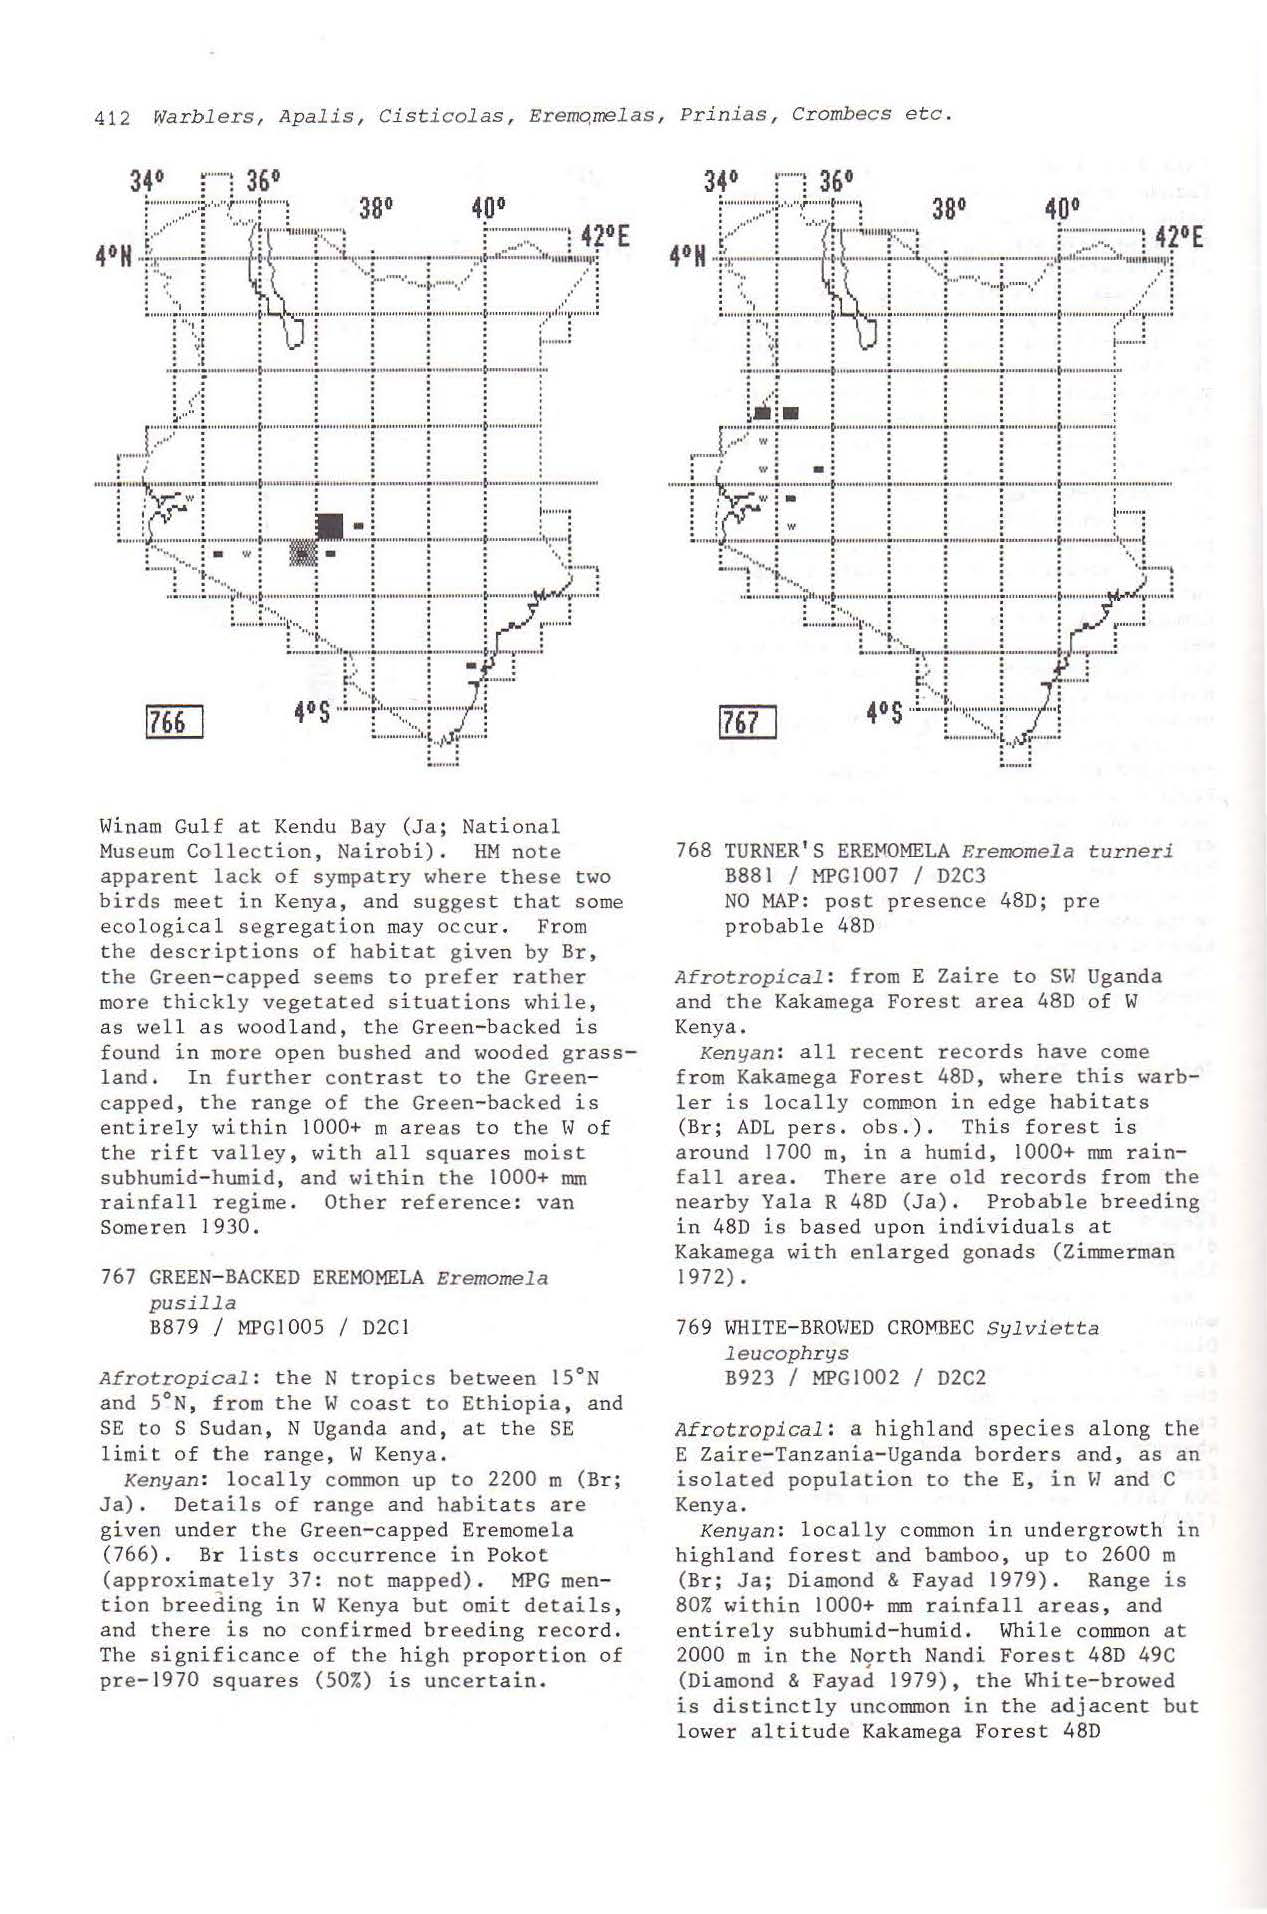 412 Warblers, Apalis, Cisticolas, Eremomelas, Prinias, Crombecs etc.
34° 36°
38° 40°
42°E
4°N
w
w
4°S
766
34° 36°
38° 40°
42°E
4°N
w
w
w
w
4°S
767
Winam Gulf at Kendu Bay (Ja; National
Museum Collection, Nairobi). HM note
apparent lack of sympatry where these two
birds meet in Kenya, and suggest that some
ecological segregation may occur. From
the descriptions of habitat given by Br,
the Green-capped seems to prefer rather
more thickly vegetated situations while,
as well as woodland, the Green-backed is
found in more open bushed and wooded grass-
land. In further contrast to the Green-
capped, the range of the Green-backed is
entirely within 1000+ m areas to the W of
the rift valley, with all squares moist
subhumid-humid, and within the 1000+ mm
rainfall regime. Other reference: van
Someren 1930.
767 GREEN-BACKED EREMOMELA Eremomela
pusilla
B879 / MPG1005 / D2C1
Afrotropical: the N tropics between 15°N
and 5°N, from the W coast to Ethiopia, and
SE to S Sudan, N Uganda and, at the SE
limit of the range, W Kenya.
Kenyan: locally common up to 2200 m (Br;
Ja). Details of range and habitats are
given under the Green-capped Eremomela
(766). Br lists occurrence in Pokot
(approximately 37: not mapped). MPG men-
tion breeding in W Kenya but omit details,
and there is no confirmed breeding record.
The significance of the high proportion of
pre-1970 squares (50%) is uncertain.
768 TURNER'S EREMOMELA Eremomela turneri
B881 / MPG1007 / D2C3
NO MAP: post presence 48D; pre
probable 48D
Afrotropical: from E Zaire to SW Uganda
and the Kakamega Forest area 48D of W
Kenya.
Kenyan: all recent records have come
from Kakamega Forest 48D, where this warb-
ler is locally common in edge habitats
(Br; ADL pers. obs.). This forest is
around 1700 m, in a humid, 1000+ mm rain-
fall area. There are old records from the
nearby Yala R 48D (Ja). Probable breeding
in 48D is based upon individuals at
Kakamega with enlarged gonads (Zimmerman
1972).
769 WHITE-BROWED CROMBEC Sylvietta
leucophrys
B923 / MPG1002 / D2C2
Afrotropical: a highland species along the
E Zaire-Tanzania-Uganda borders and, as an
isolated population to the E, in W and C
Kenya.
Kenyan: locally common in undergrowth in
highland forest and bamboo, up to 2600 m
(Br; Ja; Diamond & Fayad 1979). Range is
80% within 1000+ mm rainfall areas, and
entirely subhumid-humid. While common at
2000 m in the North Nandi Forest 48D 49C
(Diamond & Fayad 1979), the White-browed
is distinctly uncommon in the adjacent but
lower altitude Kakamega Forest 48D